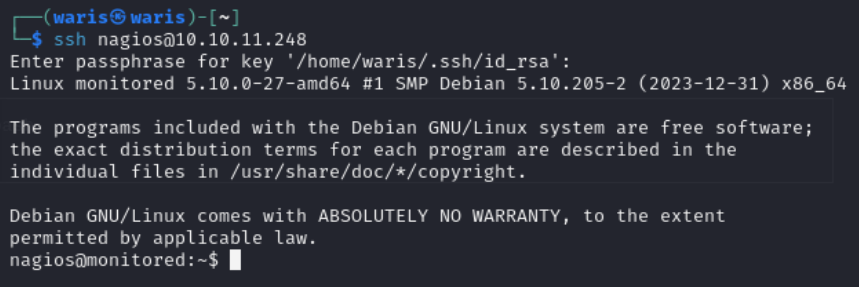 ┌──(waris㉿waris)-[~]
└─$ ssh nagios@10.10.11.248
Enter passphrase for key '/home/waris/.ssh/id_rsa':
Linux monitored 5.10.0-27-amd64 #1 SMP Debian 5.10.205-2 (2023-12-31) x86_64
The programs included with the Debian GNU/Linux system are free software;
the exact distribution terms for each program are described in the
individual files in /usr/share/doc/*/copyright.
Debian GNU/Linux comes with ABSOLUTELY NO WARRANTY, to the extent
permitted by applicable law.
nagios@monitored:~$